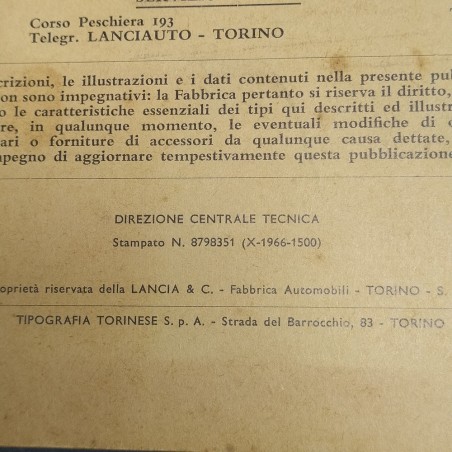 Corso Peschiera 193
Telegr. LANCIAUTO - TORINO
crizioni, le illustrazioni e i dati contenuti nella presente pu
on sono impegnativi: la Fabbrica pertanto si riserva il diritto,
o le caratteristiche essenziali dei tipi qui descritti ed illustr
re, in qualunque momento, le eventuali modifiche di o
ari o forniture di accessori da qualunque causa dettate,
npegno di aggiornare tempestivamente questa pubblicazione
DIREZIONE CENTRALE TECNICA
Stampato N. 8798351 (X-1966-1500)
oprietà riservata della LANCIA & C. - Fabbrica Automobili - TORINO - S.
TIPOGRAFIA TORINESE S. p. A. - Strada del Barrocchio, 83 - TORINO